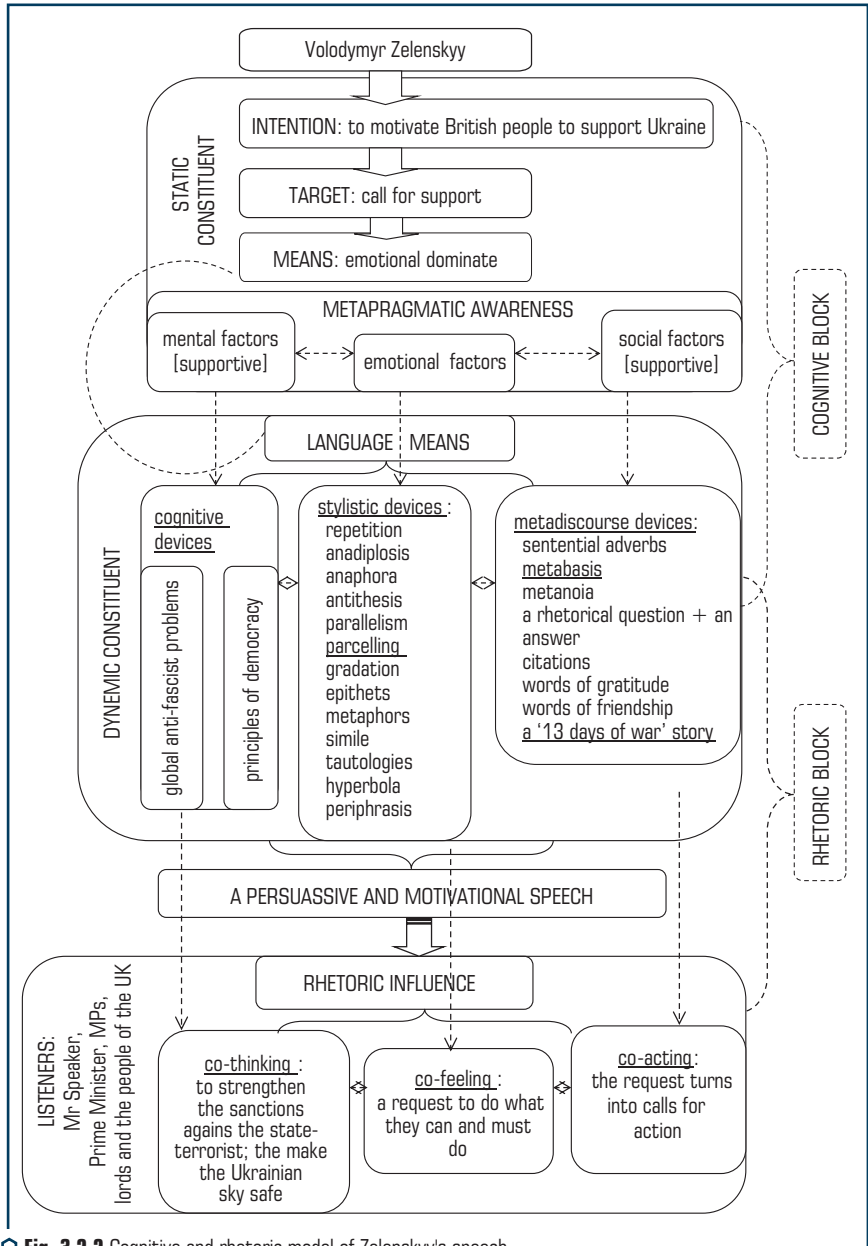 Volodymyr Zelenskyy
STATIC
CONSTITUENT
INTENTION: to motivate British people to support Ukraine
TARGET: call for support
MEANS: emotional dominate
METAPRAGMATIC AWARENESS
mental factors
[supportive]
emotional factors
social factors
[supportive]
COGNITIVE BLOCK
DYNEMIC CONSTITUENT
LANGUAGE MEANS
cognitive
devices
global anti-fascist problems
principles of democracy
stylistic devices :
repetition
anadiplosis
anaphora
antithesis
parallelism
parcelling
gradation
epithets
metaphors
simile
tautologies
hyperbola
periphrasis
metadiscourse devices:
sentential adverbs
metabasis
metanoia
a rhetorical question + an
answer
citations
words of gratitude
words of friendship
a ‘13 days of war’ story
RHETORIC BLOCK
A PERSUASSIVE AND MOTIVATIONAL SPEECH
LISTENERS:
Mr Speaker,
Prime Minister, MPs,
lords and the people of the UK
RHETORIC INFLUENCE
co-thinking :
to strengthen
the sanctions
agains the state-
terrorist; the make
the Ukrainian
sky safe
co-feeling :
a request to do what
they can and must
do
co-acting :
the request turns
into calls for
action
Fig. 3.2.2 Cognitive and rhetoric model of Zelenskyy's speech